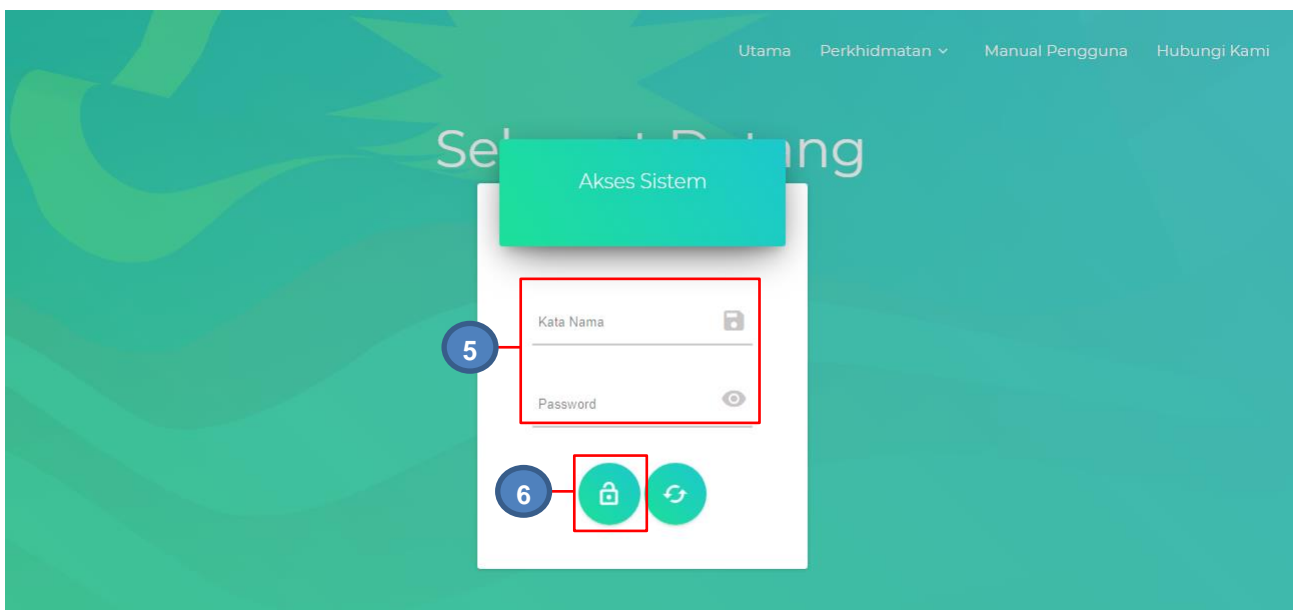 Utama Perkhidmatan Manual Pengguna Hubungi Kami
Akses Sistem
Kata Nama
5
Password
6